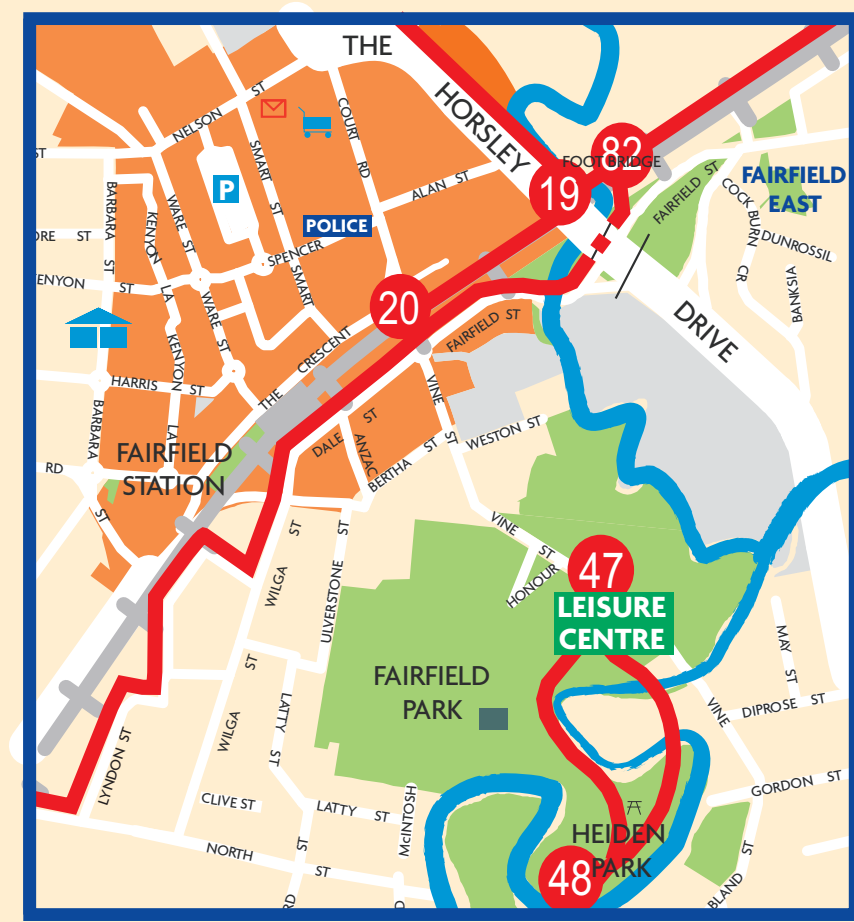 THE
HORSLEY
DRIVE
NELSON ST
COURT RD
SMART ST
ALAN ST
FOOT BRIDGE
82
19
FAIRFIELD ST
FAIRFIELD
EAST
COCK BURN CR
DUNROSSIL
BANKSIA
ST
BARBARA ST
KENYON LA
WARE ST
P
POLICE
SPENCER
SMART
ORE ST
ENYON ST
WARE ST
KENYON LA
20
THE CRESCENT
FAIRFIELD ST
HARRIS ST
BARBARA
ST
VINE ST
DALE ST
ANZAC
BERTHA ST
WESTON ST
FAIRFIELD
STATION
RD
VINE ST
HONOUR
47
LEISURE
CENTRE
WILGA ST
ULVERSTONE ST
WILGA ST
LATTY ST
FAIRFIELD
PARK
MAY ST
DIPROSE ST
VINE
GORDON ST
LYNDON ST
CLIVE ST
LATTY ST
McINTOSH
NORTH ST
ST
RD
O
HEIDEN
PARK
48
BLAND ST